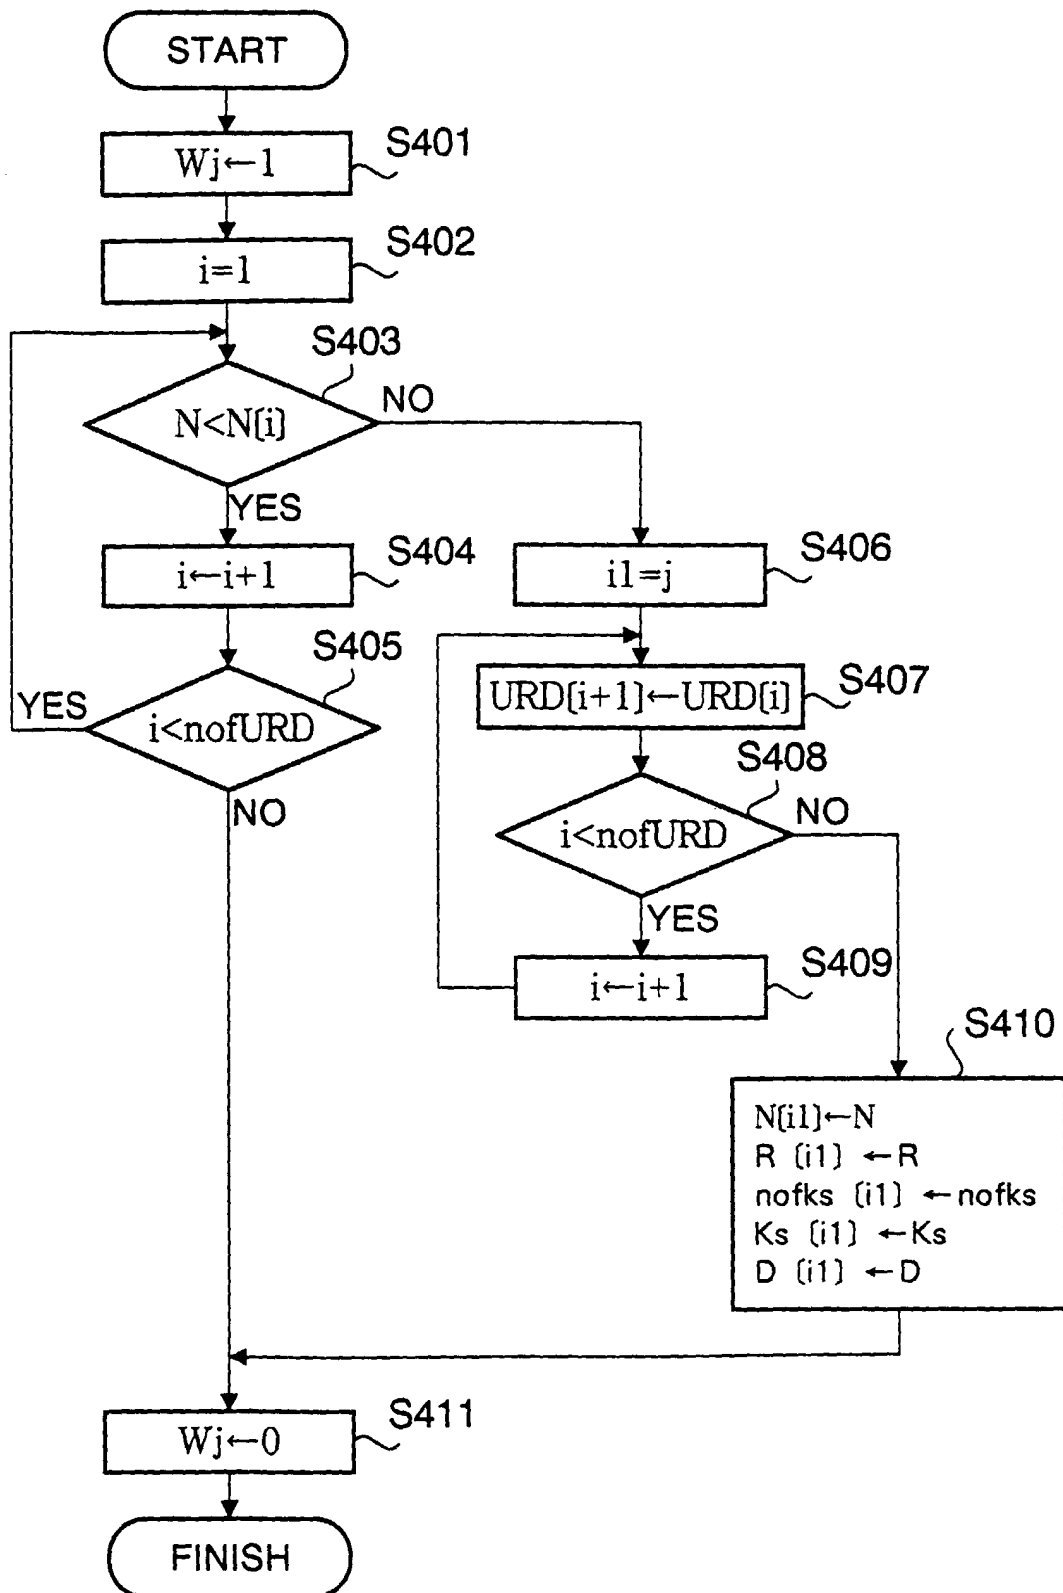 START
S401
Wj←1
S402
i=1
S403
N<N[i]
NO
YES
S404
i←i+1
S405
YES
i<nofURD
NO
S406
i1=j
S407
URD[i+1]←URD[i]
S408
i<nofURD
NO
YES
S409
i←i+1
S410
N[i1]←N
R [i1] ←R
nofks [i1] ←nofks
Ks [i1] ←Ks
D [i1] ←D
S411
Wj←0
FINISH